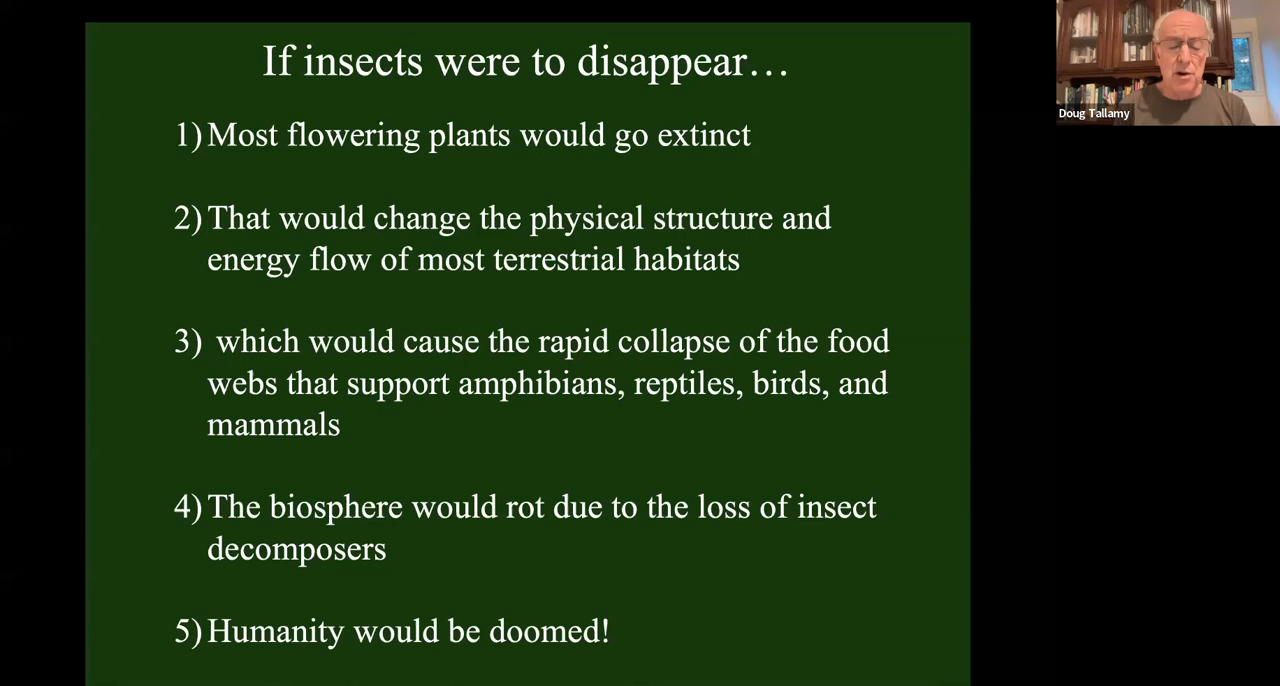 If insects were to disappear…
1) Most flowering plants would go extinct
2) That would change the physical structure and
energy flow of most terrestrial habitats
3) which would cause the rapid collapse of the food
webs that support amphibians, reptiles, birds, and
mammals
4) The biosphere would rot due to the loss of insect
decomposers
5) Humanity would be doomed!
Doug Tallamy